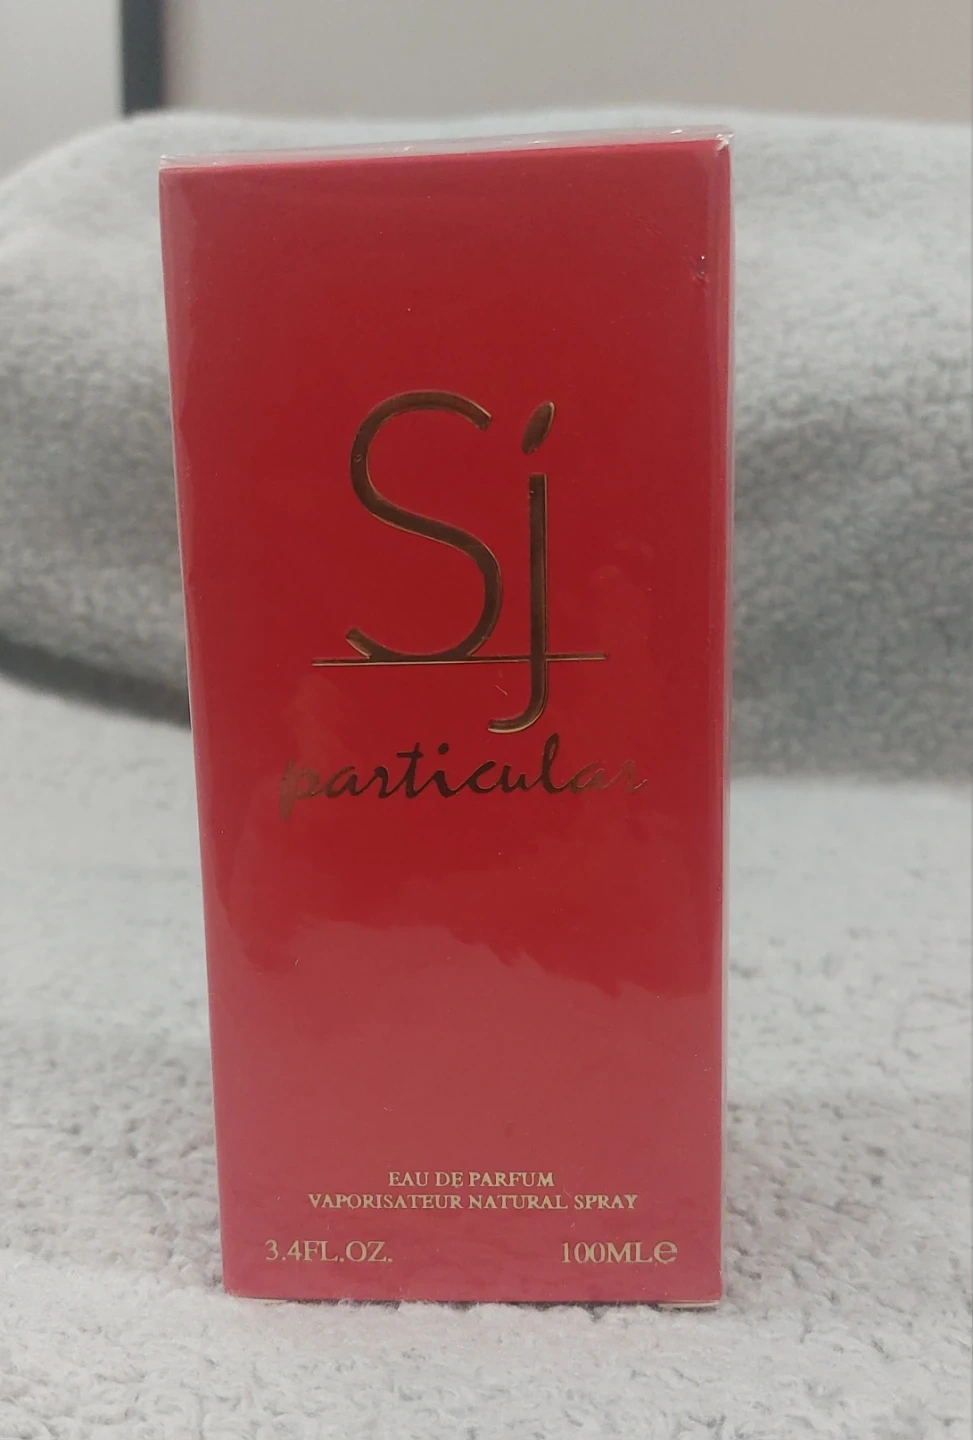 Sj
particular
EAU DE PARFUM
VAPORISATEUR NATURAL SPRAY
3.4FL.OZ. 100ML℮